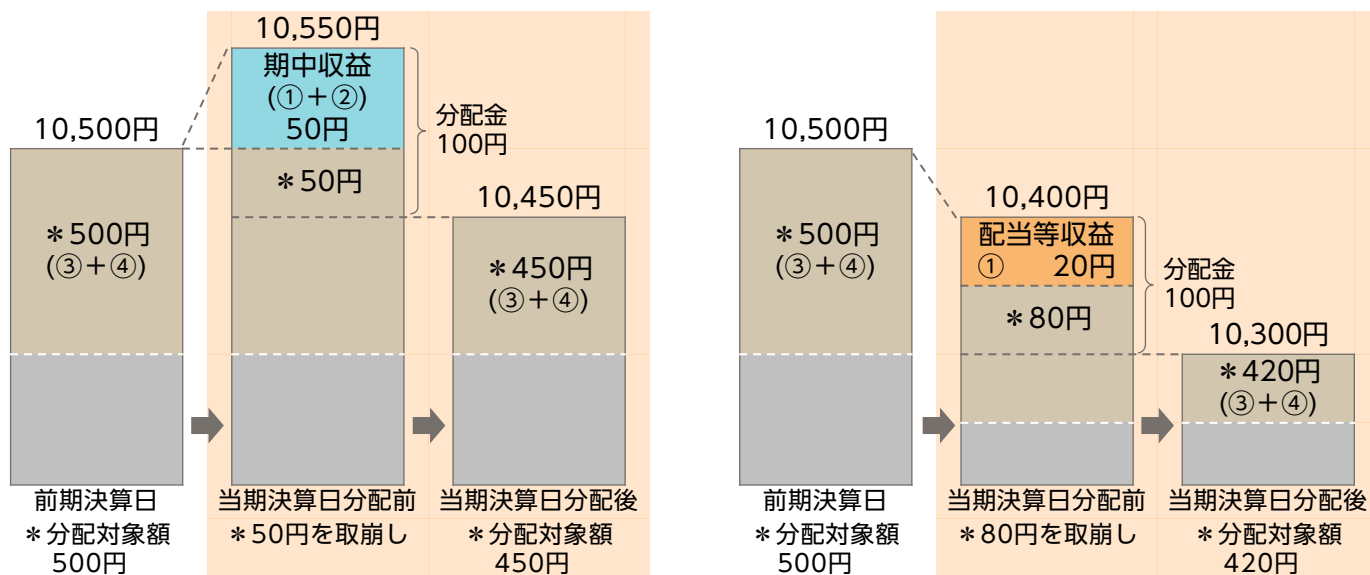 10,550円
期中収益
(①+②)
50円
分配金
100円
10,500円
＊50円
10,450円
＊500円
(③+④)
＊450円
(③+④)
前期決算日
＊分配対象額
500円
当期決算日分配前
＊50円を取崩し
当期決算日分配後
＊分配対象額
450円
10,500円
10,400円
＊500円
(③+④)
配当等収益
① 20円
分配金
100円
＊80円
10,300円
＊420円
(③+④)
前期決算日
＊分配対象額
500円
当期決算日分配前
＊80円を取崩し
当期決算日分配後
＊分配対象額
420円